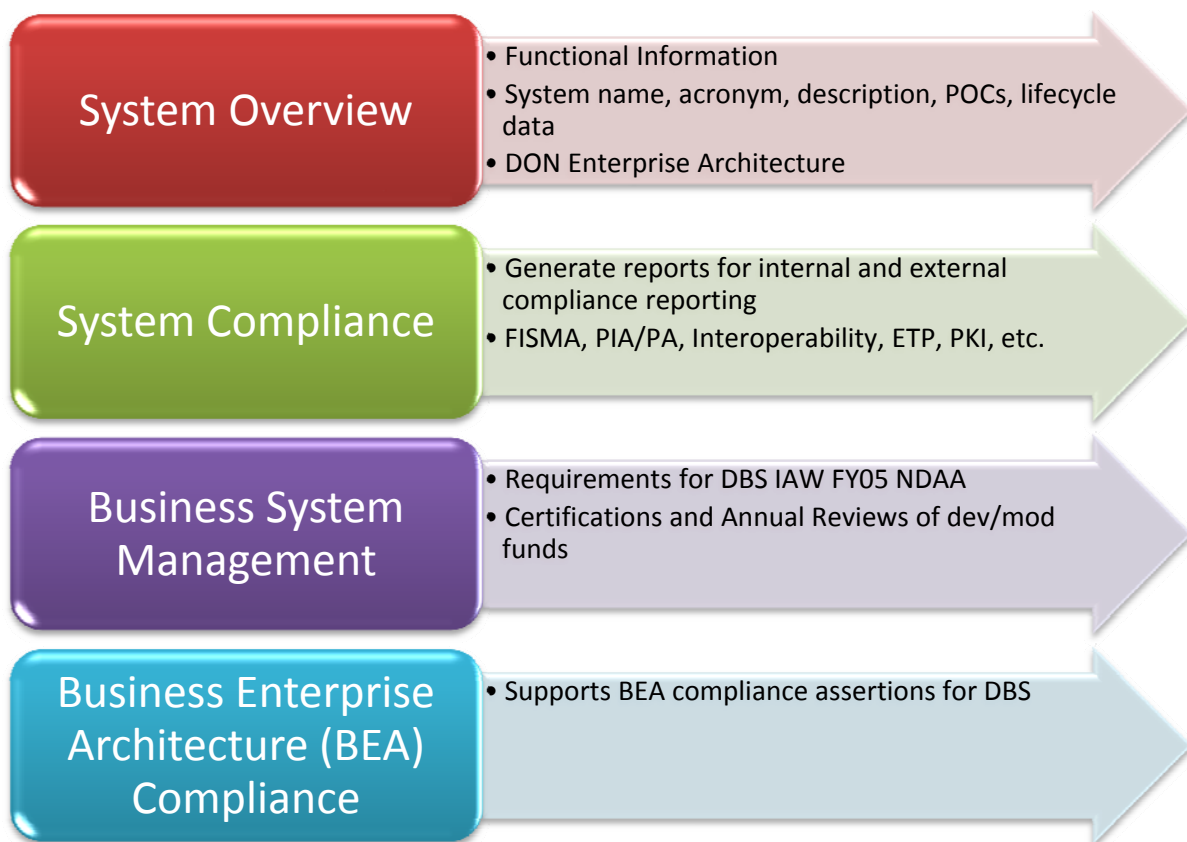 System Overview
• Functional Information
• System name, acronym, description, POCs, lifecycle
data
• DON Enterprise Architecture
System Compliance
• Generate reports for internal and external
compliance reporting
• FISMA, PIA/PA, Interoperability, ETP, PKI, etc.
Business System
Management
• Requirements for DBS IAW FY05 NDAA
• Certifications and Annual Reviews of dev/mod
funds
Business Enterprise
Architecture (BEA)
Compliance
• Supports BEA compliance assertions for DBS